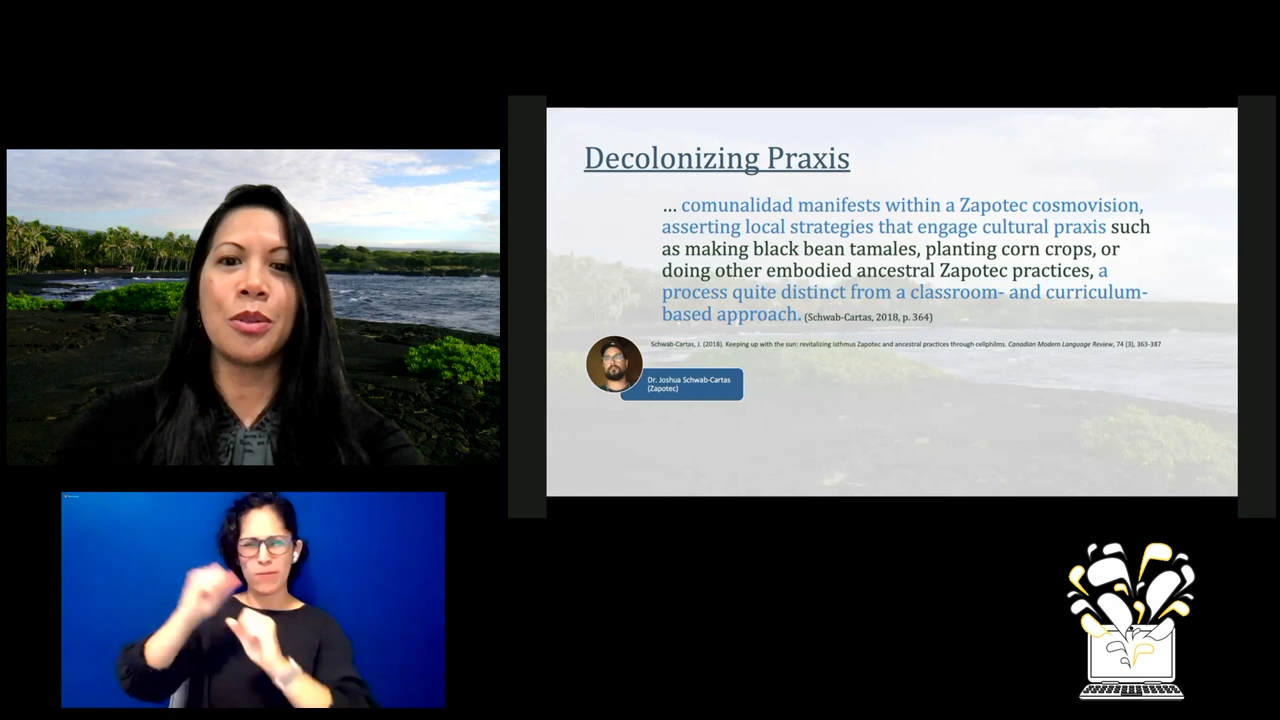 Decolonizing Praxis
... comunalidad manifests within a Zapotec cosmovision,
asserting local strategies that engage cultural praxis such
as making black bean tamales, planting corn crops, or
doing other embodied ancestral Zapotec practices, a
process quite distinct from a classroom- and curriculum-
based approach. (Schwab-Cartas, 2018, p. 364)
Schwab-Cartas, J. (2018). Keeping up with the sun: revitalizing Isthmus Zapotec and ancestral practices through cellphilms. Canadian Modern Language Review, 74 (3), 363-387
Dr. Joshua Schwab-Cartas
(Zapotec)